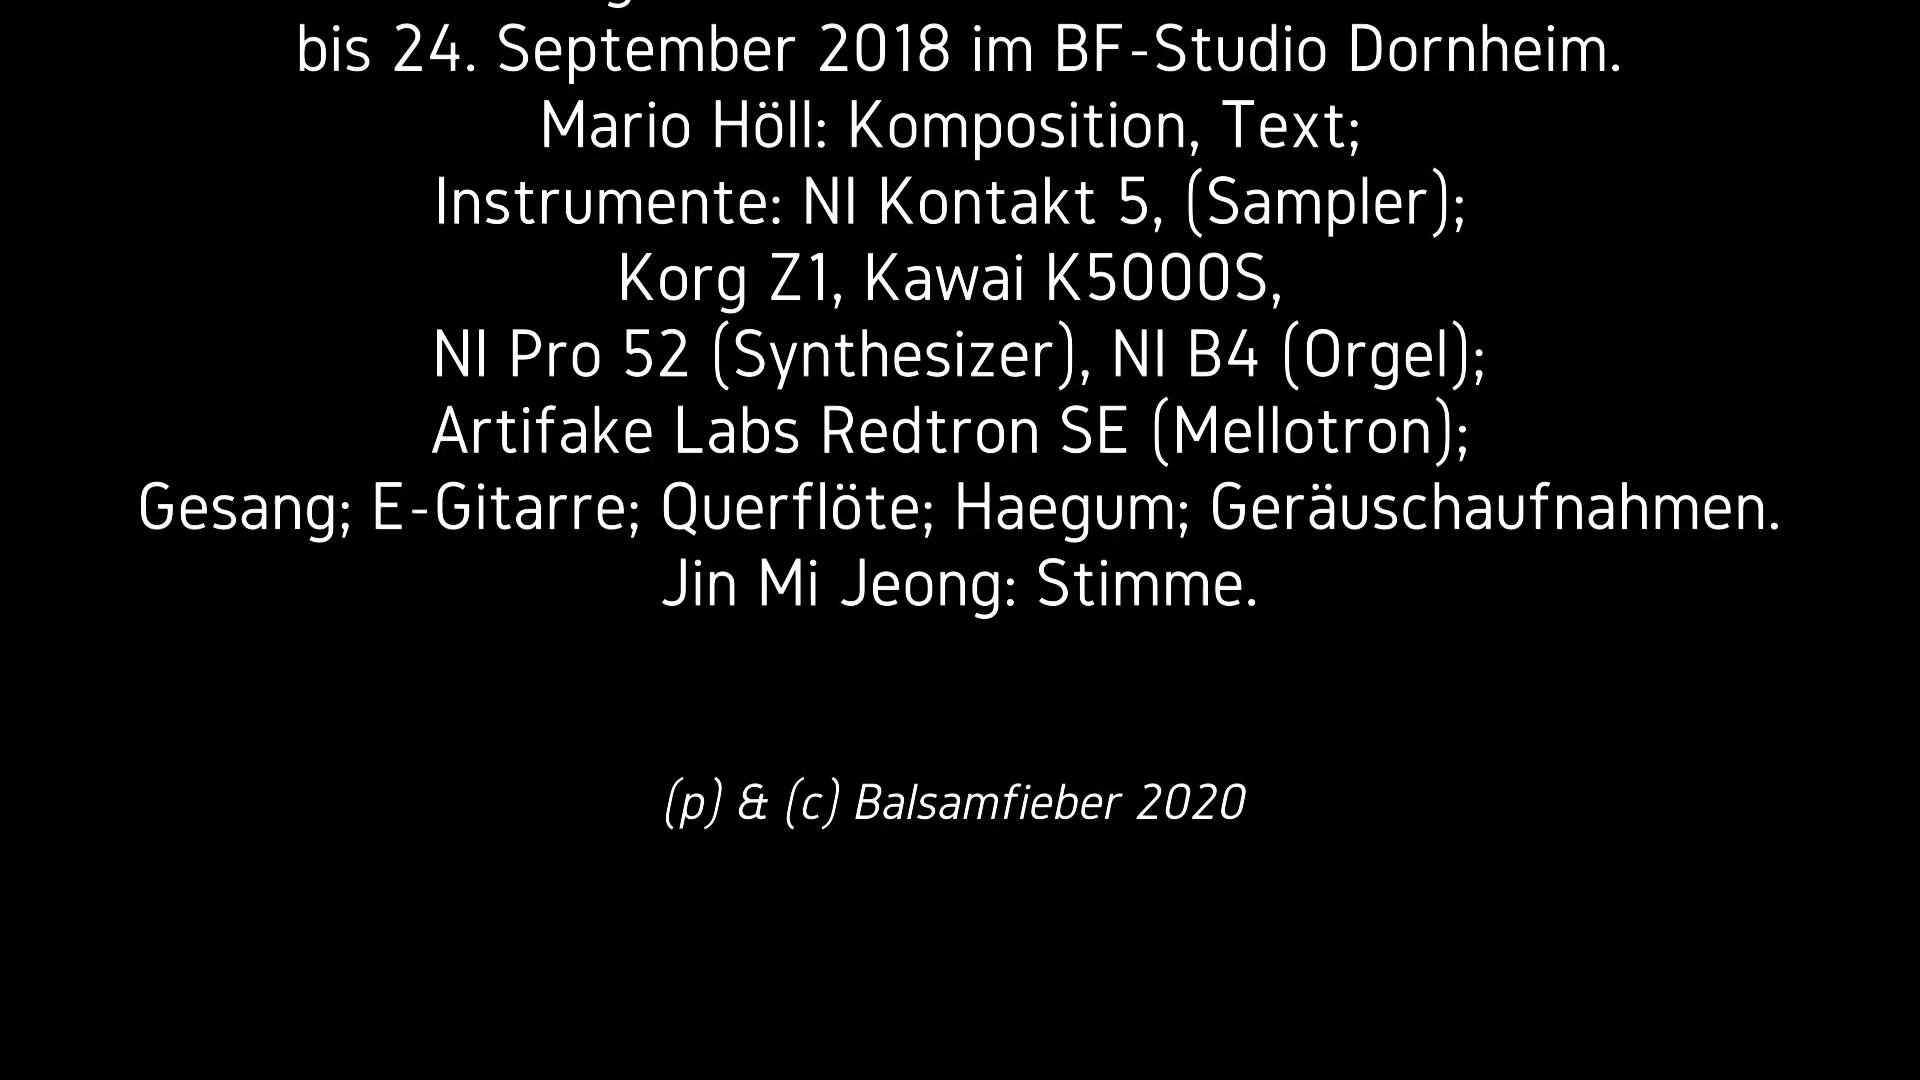 bis 24. September 2018 im BF-Studio Dornheim.
Mario Höll: Komposition, Text;
Instrumente: NI Kontakt 5, (Sampler);
Korg Z1, Kawai K5000S,
NI Pro 52 (Synthesizer), NI B4 (Orgel);
Artifake Labs Redtron SE (Mellotron);
Gesang; E-Gitarre; Querflöte; Haegum; Geräuschaufnahmen.
Jin Mi Jeong: Stimme.
(p) & (c) Balsamfieber 2020